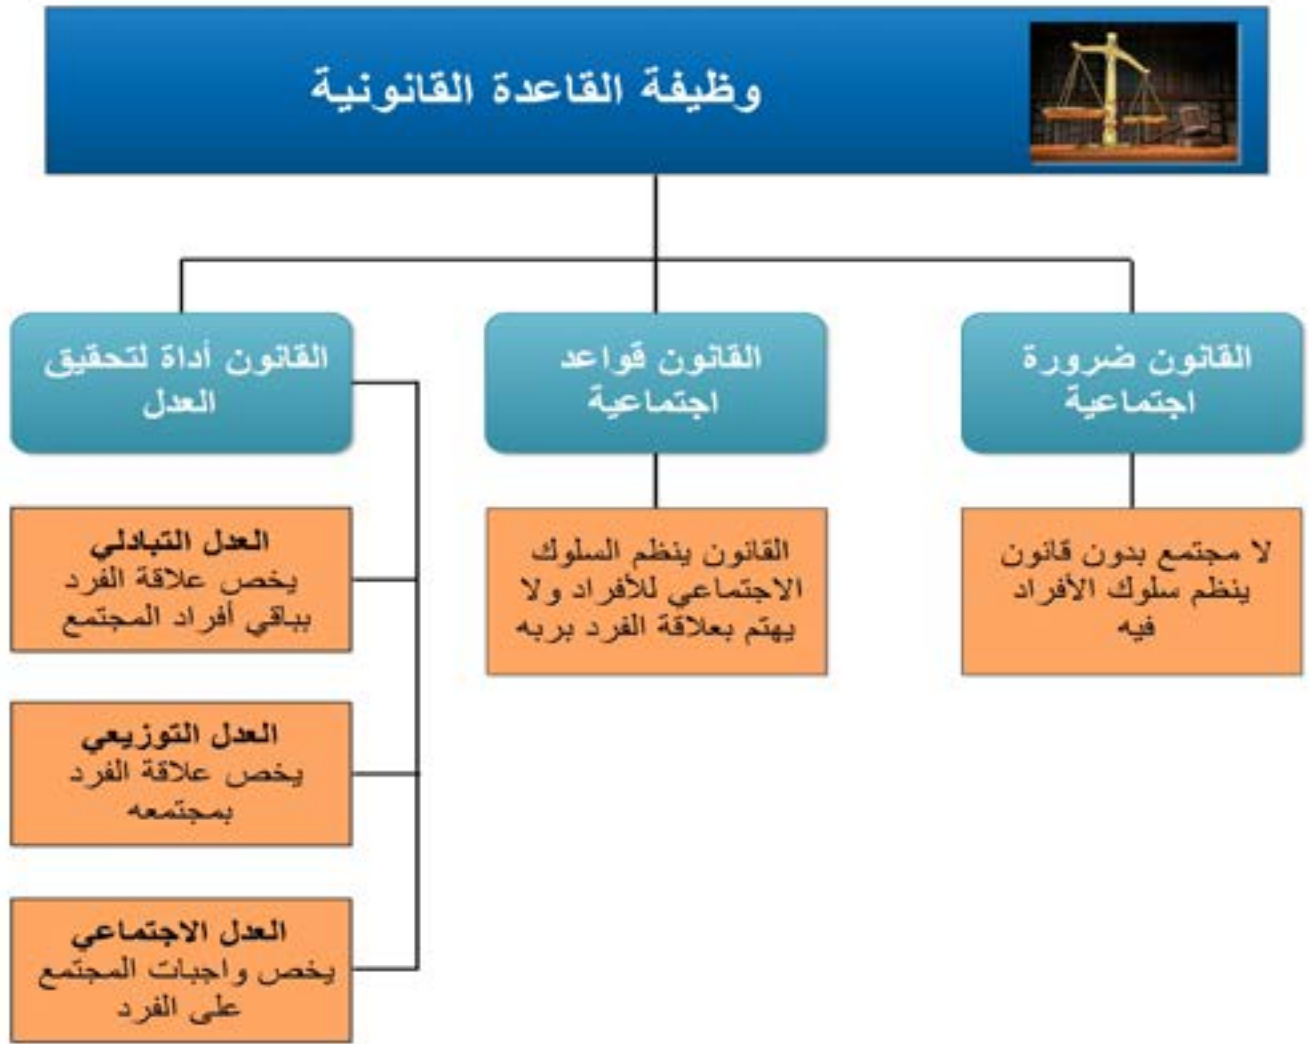 وظيفة القاعدة القانونية
القانون ضرورة
اجتماعية
القانون قواعد
اجتماعية
القانون أداة لتحقيق
العدل
لا مجتمع بدون قانون
ينظم سلوك الأفراد
فيه
القانون ينظم السلوك
الاجتماعي للأفراد ولا
يهتم بعلاقة الفرد بربه
العدل التبادلي
يخص علاقة الفرد
بباقي أفراد المجتمع
العدل التوزيعي
يخص علاقة الفرد
بمجتمعه
العدل الاجتماعي
يخص واجبات المجتمع
على الفرد